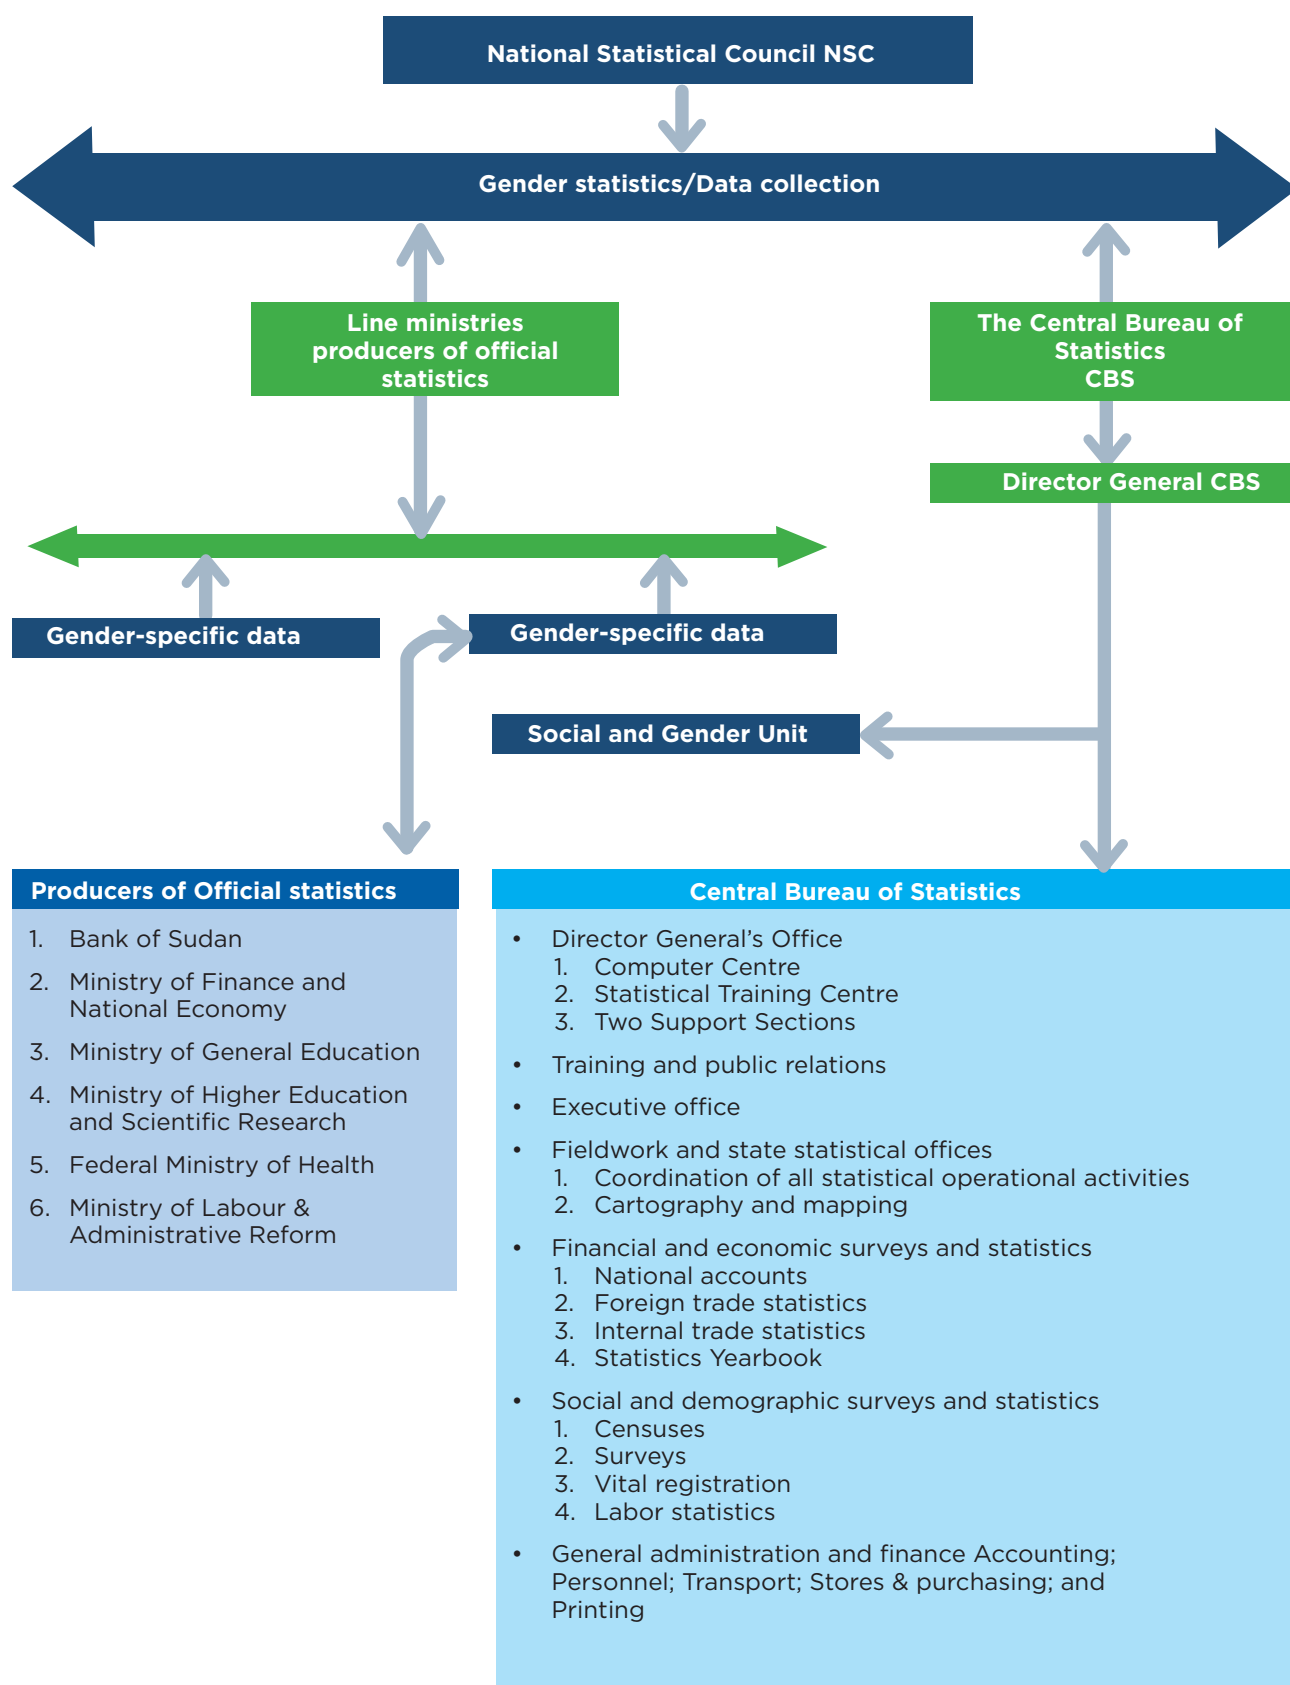 National Statistical Council NSC
Gender statistics/Data collection
Line ministries
producers of official
statistics
The Central Bureau of
Statistics
CBS
Director General CBS
Gender-specific data
Gender-specific data
Social and Gender Unit
Producers of Official statistics
1. Bank of Sudan
2. Ministry of Finance and
National Economy
3. Ministry of General Education
4. Ministry of Higher Education
and Scientific Research
5. Federal Ministry of Health
6. Ministry of Labour &
Administrative Reform
Central Bureau of Statistics
• Director General’s Office
1. Computer Centre
2. Statistical Training Centre
3. Two Support Sections
• Training and public relations
• Executive office
• Fieldwork and state statistical offices
1. Coordination of all statistical operational activities
2. Cartography and mapping
• Financial and economic surveys and statistics
1. National accounts
2. Foreign trade statistics
3. Internal trade statistics
4. Statistics Yearbook
• Social and demographic surveys and statistics
1. Censuses
2. Surveys
3. Vital registration
4. Labor statistics
• General administration and finance Accounting;
Personnel; Transport; Stores & purchasing; and
Printing